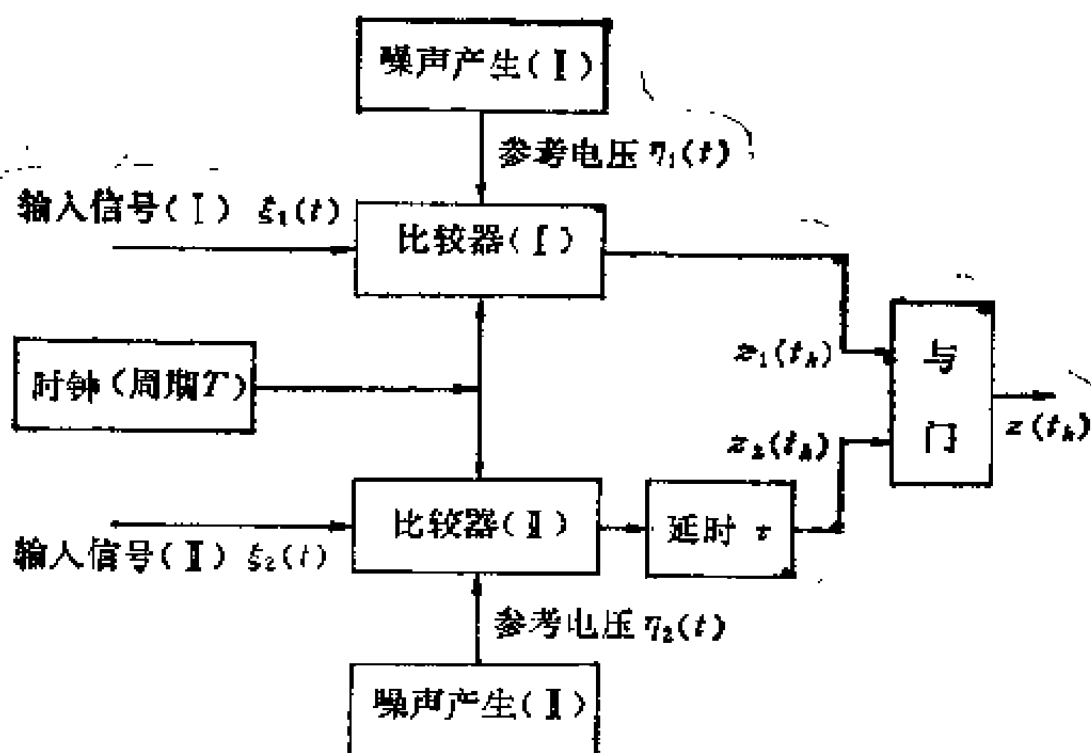 噪声产生(Ⅱ)
参考电压 η₁(t)
输入信号(Ⅰ) ξ₁(t)
比较器(Ⅰ)
z₁(tₖ)
与
门
z(tₖ)
时钟(周期T)
z₂(tₖ)
比较器(Ⅱ)
延时 τ
输入信号(Ⅱ) ξ₂(t)
参考电压 η₂(t)
噪声产生(Ⅱ)